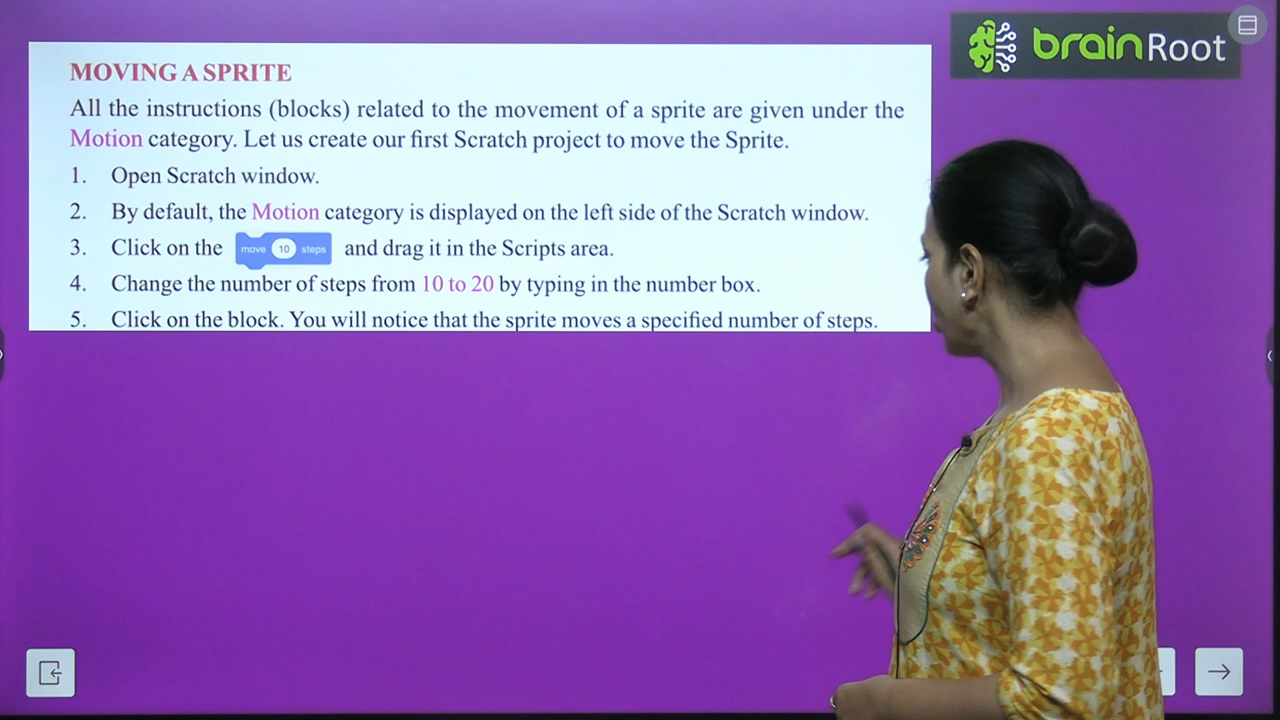 brainRoot
MOVING A SPRITE
All the instructions (blocks) related to the movement of a sprite are given under the
Motion category. Let us create our first Scratch project to move the Sprite.
1. Open Scratch window.
2. By default, the Motion category is displayed on the left side of the Scratch window.
3. Click on the move 10 steps and drag it in the Scripts area.
4. Change the number of steps from 10 to 20 by typing in the number box.
5. Click on the block. You will notice that the sprite moves a specified number of steps.